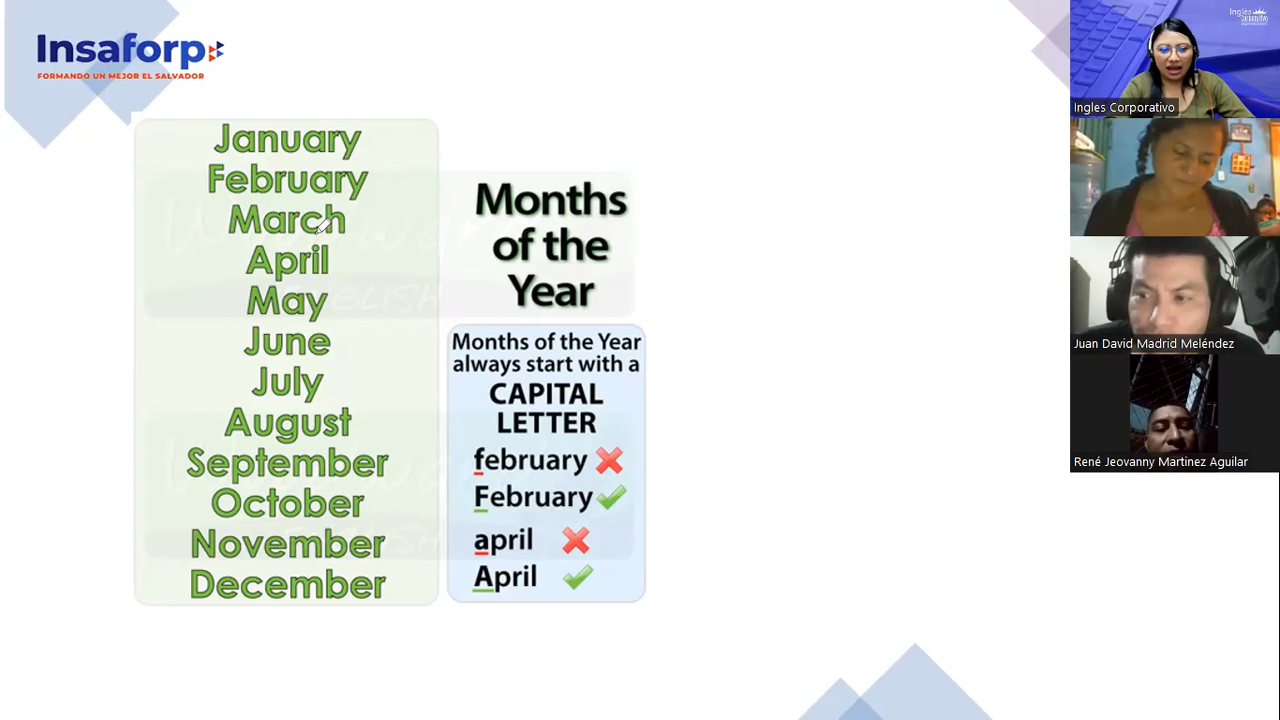 Insaforp
FORMANDO UN MEJOR EL SALVADOR
January
February
March
April
May
June
July
August
September
October
November
December
Months
of the
Year
Months of the Year
always start with a
CAPITAL
LETTER
february
February
april
April
Ingles Corporativo
Juan David Madrid Meléndez
René Jeovanny Martinez Aguilar